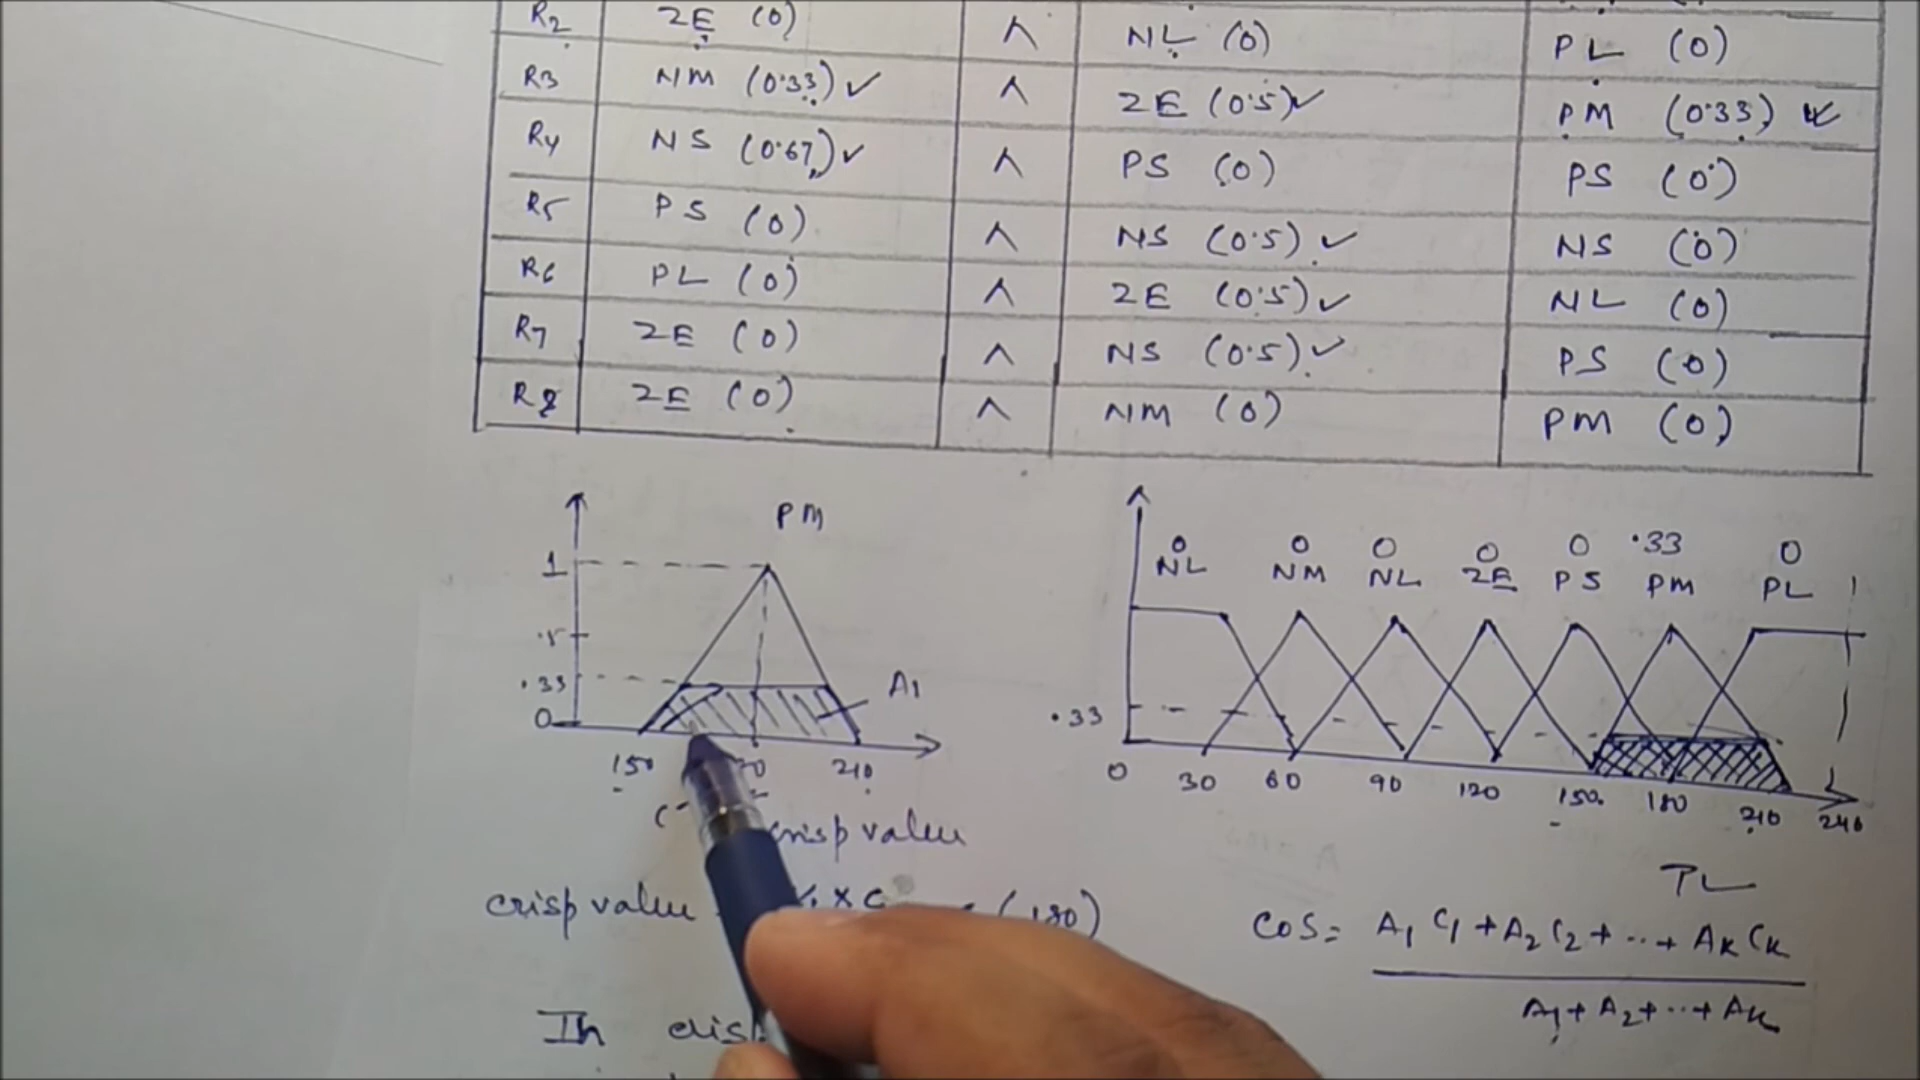 R2 ZE (0) ∧ NL (0) PL (0)
R3 NM (0.33) ✓ ∧ ZE (0.5) ✓ PM (0.33) ✓
R4 NS (0.67) ✓ ∧ PS (0) PS (0)
R5 PS (0) ∧ NS (0.5) ✓ NS (0)
R6 PL (0) ∧ ZE (0.5) ✓ NL (0)
R7 ZE (0) ∧ NS (0.5) ✓ PS (0)
R8 ZE (0) ∧ NM (0) PM (0)
PM
1
.5
.33 A1
0
150 210
crisp value
crisp value × C (180)
In
0 0 0 0 0 .33 0
NL NM NL ZE PS PM PL
.33
0 30 60 90 120 150 180 210 240
TL
COS = A1 C1 + A2 C2 + ... + AK CK
A1 + A2 + ... + AK